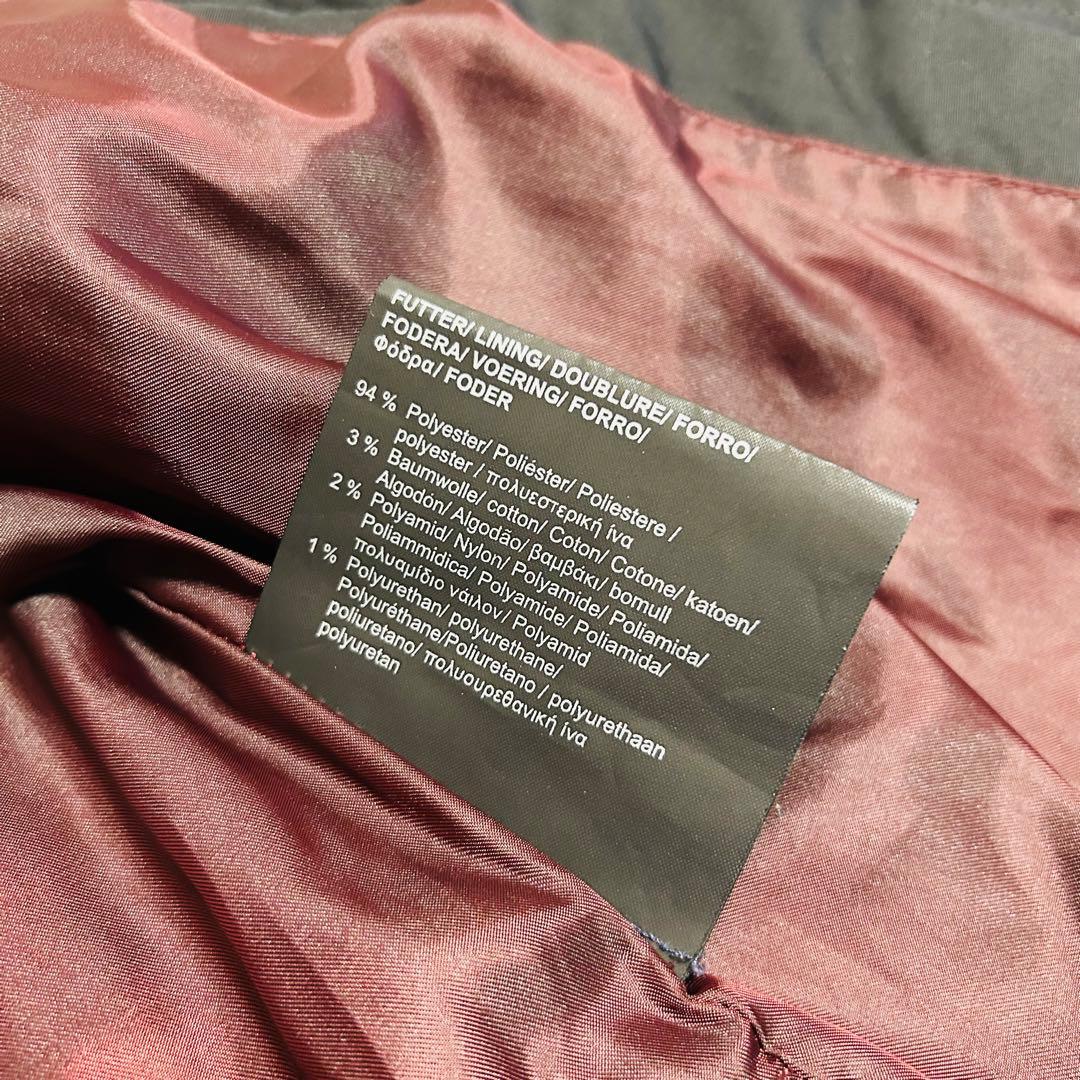 FUTTER/ LINING/ DOUBLURE/ FORRO/
FODERA/ VOERING/ FORRO/
Φόδρα/ FODER
94 % Polyester/ Poliéster/ Poliestere /
polyester / πολυεστερική ίνα
3 % Baumwolle/ cotton/ Coton/ Cotone/ katoen/
Algodón/ Algodão/ βαμβάκι/ bomull
2 % Polyamid/ Nylon/ Polyamide/ Poliamida/
Poliammidica/ Polyamide/ Poliamida/
πολυαμίδιο νάιλον/ Polyamid
1 % Polyurethan/ polyurethane/
Polyuréthane/Poliuretano / polyurethaan
poliuretano/ πολυουρεθανική ίνα
polyuretan